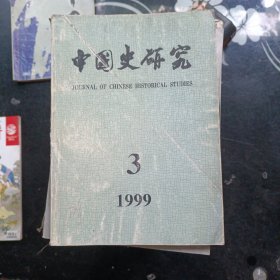 中国史研究
JOURNAL OF CHINESE HISTORICAL STUDIES
3
1999